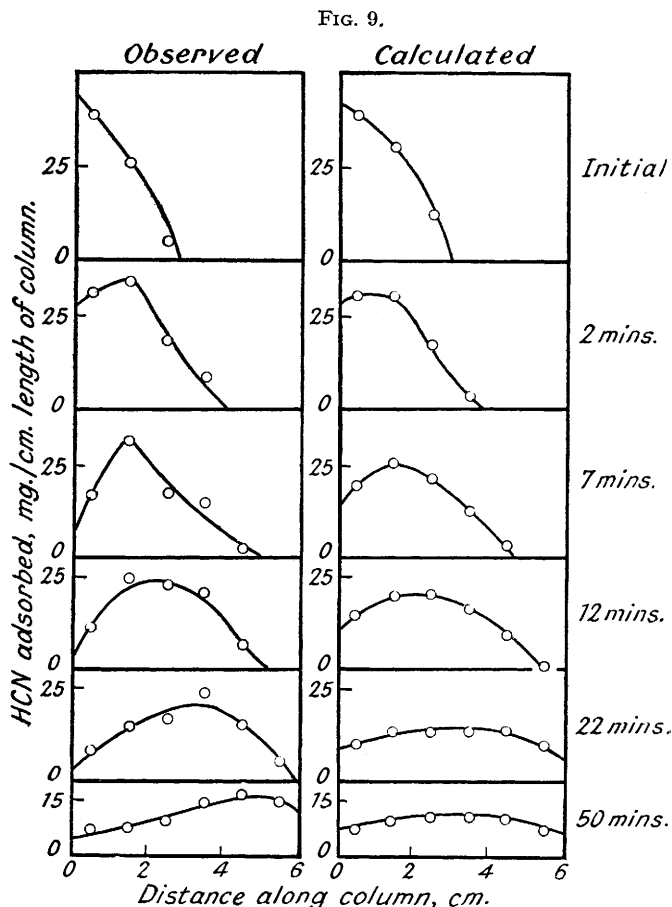 FIG. 9.
Observed Calculated
HCN adsorbed, mg./cm. length of column.
25
0
Initial
25
0
2 mins.
25
0
7 mins.
25
0
12 mins.
25
0
22 mins.
75
0
50 mins.
0 2 4 6 0 2 4 6
Distance along column, cm.
25
0
25
0
25
0
25
0
25
0
75
0